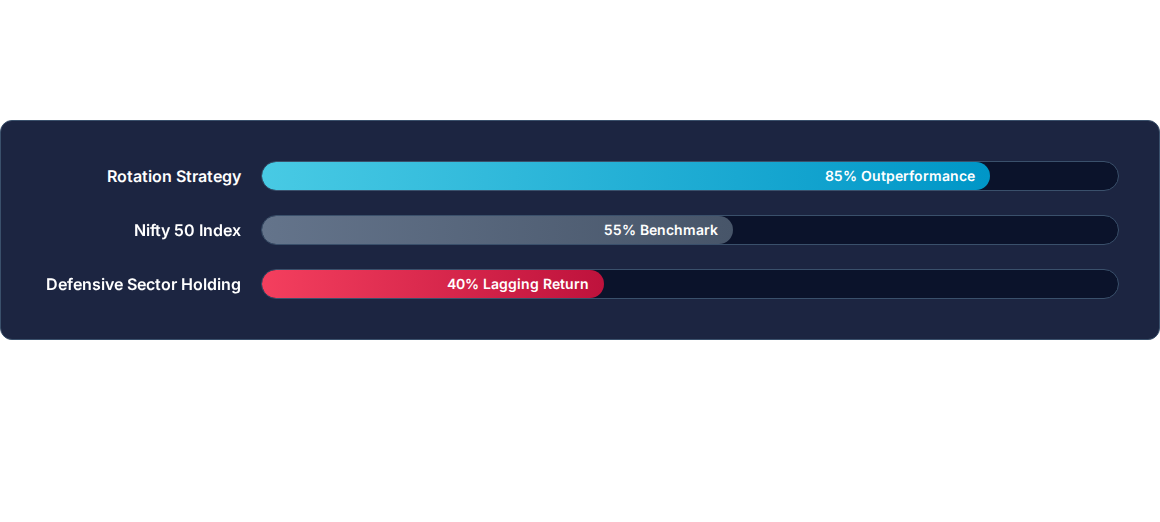 Rotation Strategy 85% Outperformance
Nifty 50 Index 55% Benchmark
Defensive Sector Holding 40% Lagging Return